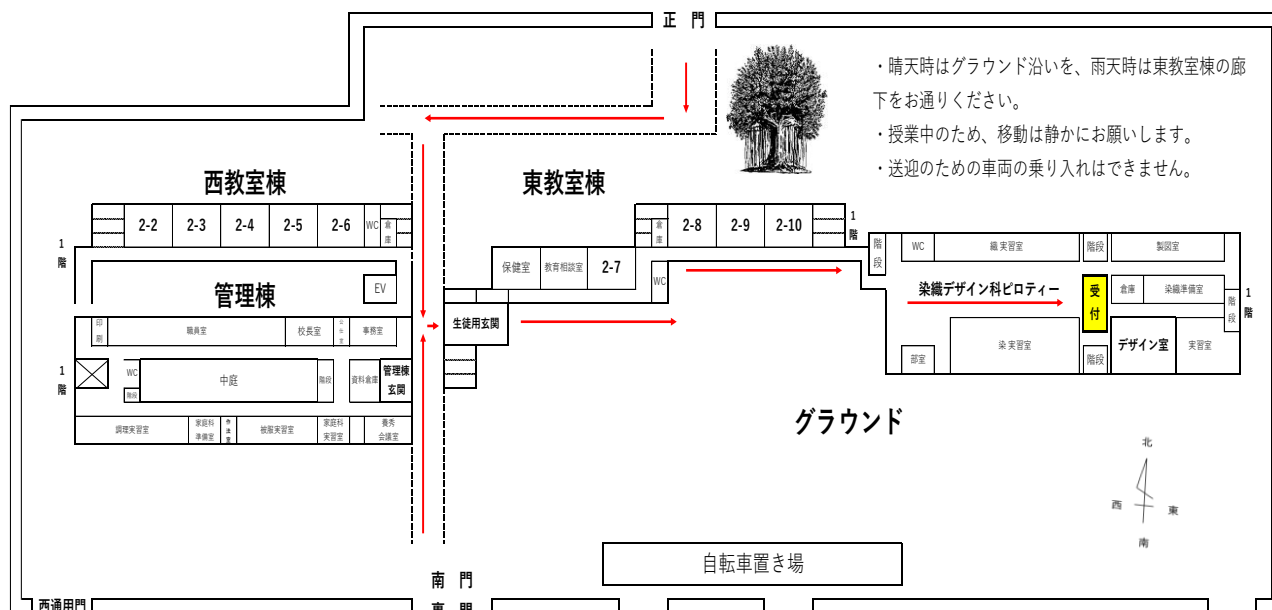 正 門
・晴天時はグラウンド沿いを、雨天時は東教室棟の廊
下をお通りください。
・授業中のため、移動は静かにお願いします。
・送迎のための車両の乗り入れはできません。
西教室棟
東教室棟
2-2
2-3
2-4
2-5
2-6
WC
倉庫
1階
倉庫
2-8
2-9
2-10
1階
保健室
教育相談室
2-7
WC
階段
WC
織 実習室
階段
製図室
管理棟
EV
染織デザイン科ピロティー
受付
倉庫
染織準備室
階段
1階
印刷
職員室
校長室
事務室
生徒用玄関
部室
染 実習室
階段
デザイン室
実習室
1階
WC
階段
中庭
階段
資料倉庫
管理棟
玄関
調理実習室
家庭科
準備室
作法室
被服実習室
家庭科
実習室
養秀
会議室
グラウンド
北
西
東
南
自転車置き場
南 門
西通用門